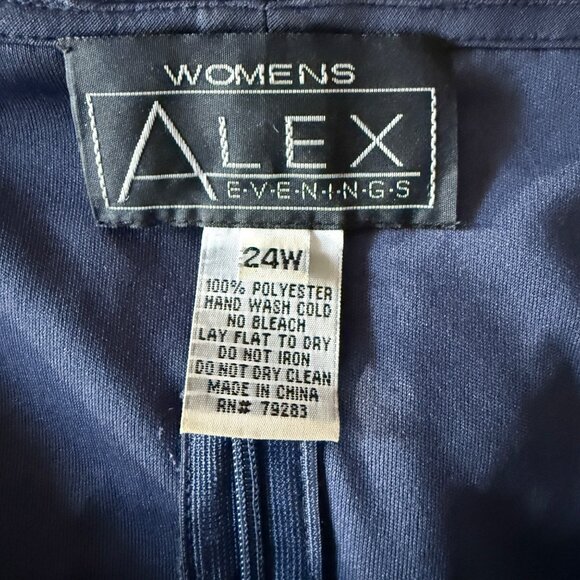 WOMENS
ALEX
E·V·E·N·I·N·G·S
24W
100% POLYESTER
HAND WASH COLD
NO BLEACH
LAY FLAT TO DRY
DO NOT IRON
DO NOT DRY CLEAN
MADE IN CHINA
RN# 79283